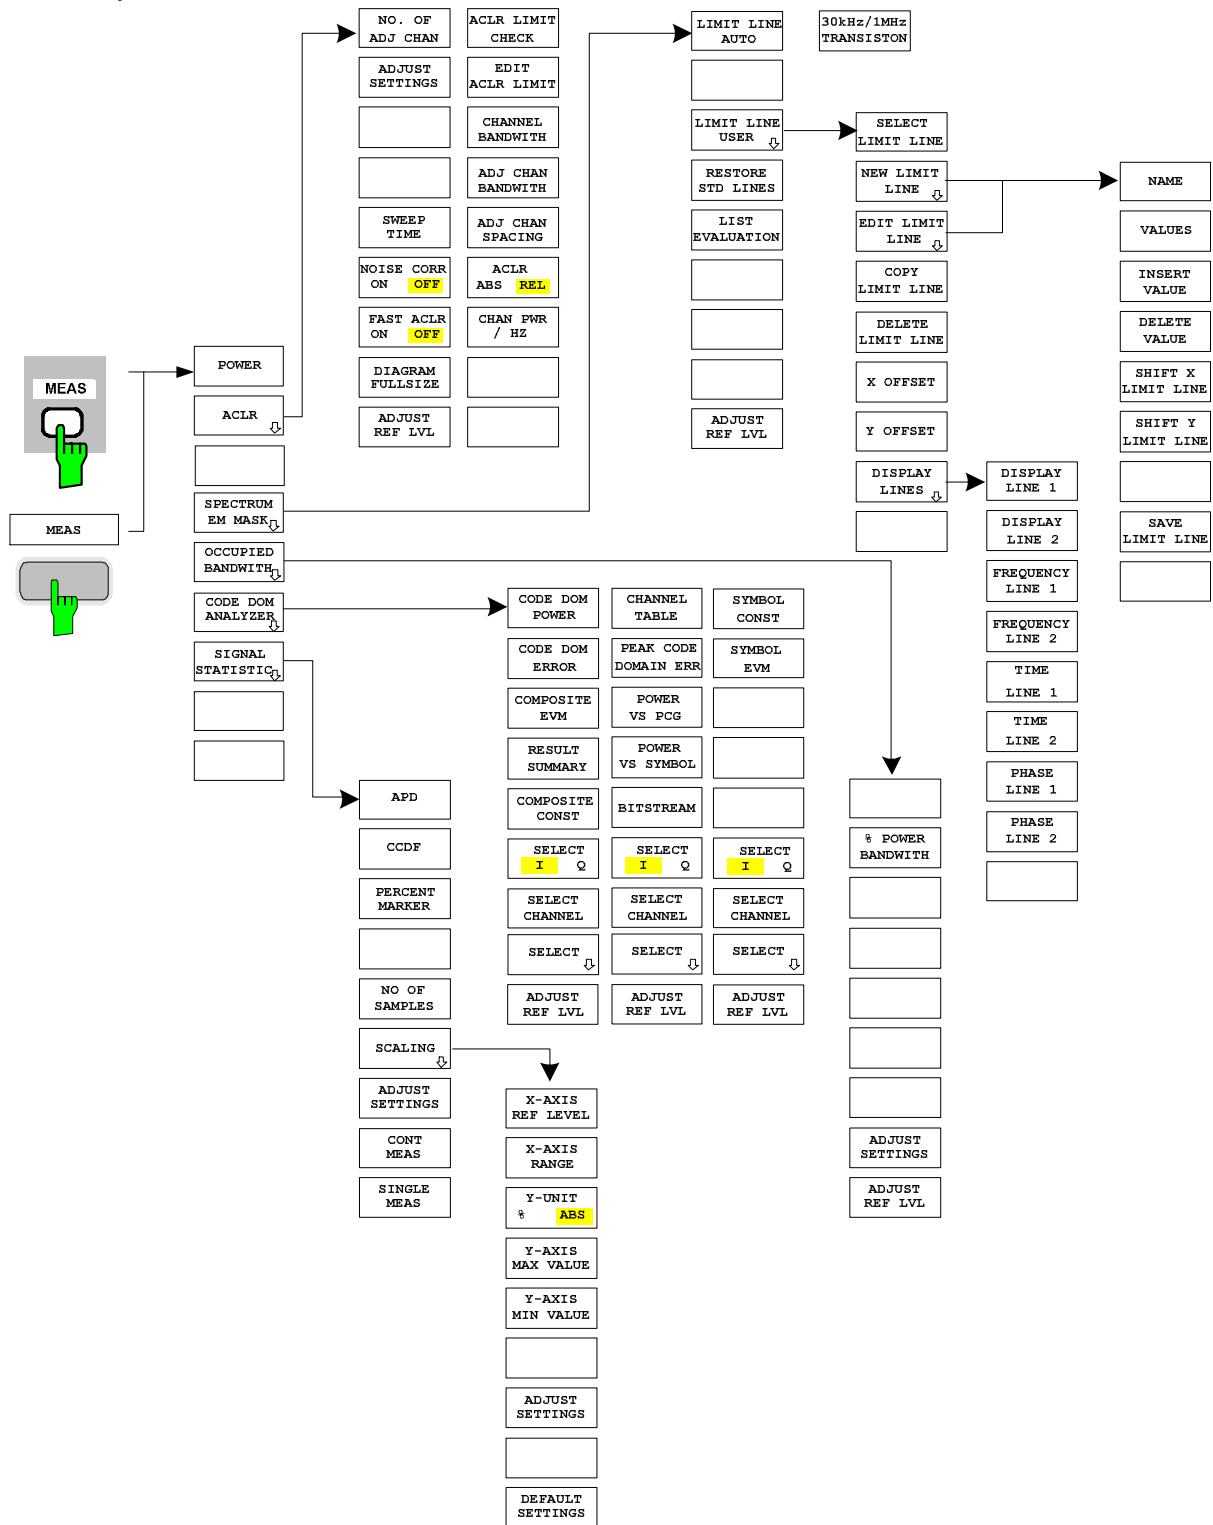 MEAS
MEAS
POWER
ACLR
SPECTRUM
EM MASK
OCCUPIED
BANDWITH
CODE DOM
ANALYZER
SIGNAL
STATISTIC
NO. OF
ADJ CHAN
ADJUST
SETTINGS
SWEEP
TIME
NOISE CORR
ON OFF
FAST ACLR
ON OFF
DIAGRAM
FULLSIZE
ADJUST
REF LVL
ACLR LIMIT
CHECK
EDIT
ACLR LIMIT
CHANNEL
BANDWITH
ADJ CHAN
BANDWITH
ADJ CHAN
SPACING
ACLR
ABS REL
CHAN PWR
/ HZ
LIMIT LINE
AUTO
LIMIT LINE
USER
RESTORE
STD LINES
LIST
EVALUATION
ADJUST
REF LVL
30kHz/1MHz
TRANSISTON
SELECT
LIMIT LINE
NEW LIMIT
LINE
EDIT LIMIT
LINE
COPY
LIMIT LINE
DELETE
LIMIT LINE
X OFFSET
Y OFFSET
DISPLAY
LINES
NAME
VALUES
INSERT
VALUE
DELETE
VALUE
SHIFT X
LIMIT LINE
SHIFT Y
LIMIT LINE
SAVE
LIMIT LINE
DISPLAY
LINE 1
DISPLAY
LINE 2
FREQUENCY
LINE 1
FREQUENCY
LINE 2
TIME
LINE 1
TIME
LINE 2
PHASE
LINE 1
PHASE
LINE 2
CODE DOM
POWER
CODE DOM
ERROR
COMPOSITE
EVM
RESULT
SUMMARY
COMPOSITE
CONST
SELECT
I Q
SELECT
CHANNEL
SELECT
ADJUST
REF LVL
CHANNEL
TABLE
PEAK CODE
DOMAIN ERR
POWER
VS PCG
POWER
VS SYMBOL
BITSTREAM
SELECT
I Q
SELECT
CHANNEL
SELECT
ADJUST
REF LVL
SYMBOL
CONST
SYMBOL
EVM
SELECT
I Q
SELECT
CHANNEL
SELECT
ADJUST
REF LVL
% POWER
BANDWITH
ADJUST
SETTINGS
ADJUST
REF LVL
APD
CCDF
PERCENT
MARKER
NO OF
SAMPLES
SCALING
ADJUST
SETTINGS
CONT
MEAS
SINGLE
MEAS
X-AXIS
REF LEVEL
X-AXIS
RANGE
Y-UNIT
% ABS
Y-AXIS
MAX VALUE
Y-AXIS
MIN VALUE
ADJUST
SETTINGS
DEFAULT
SETTINGS